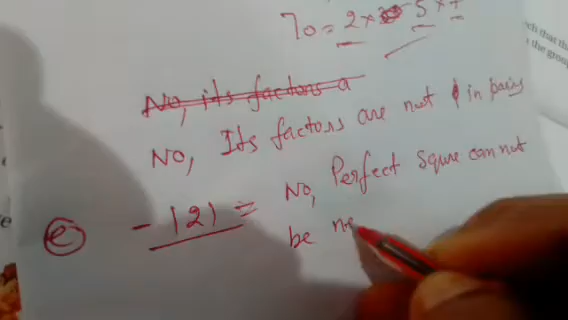 70 = 2 × 5 × 7
No, its factors a
No, Its factors are not in pairs
e - 121 = No, Perfect Squre can not
be ne